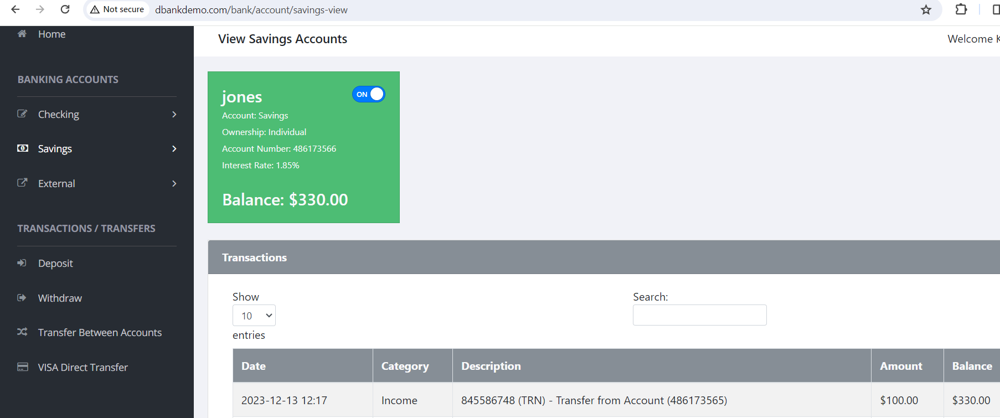 Not secure dbankdemo.com/bank/account/savings-view
Home
View Savings Accounts
Welcome K
BANKING ACCOUNTS
Checking
Savings
External
TRANSACTIONS / TRANSFERS
Deposit
Withdraw
Transfer Between Accounts
VISA Direct Transfer
jones
ON
Account: Savings
Ownership: Individual
Account Number: 486173566
Interest Rate: 1.85%
Balance: $330.00
Transactions
Show
10
entries
Search:
Date Category Description Amount Balance
2023-12-13 12:17 Income 845586748 (TRN) - Transfer from Account (486173565) $100.00 $330.00